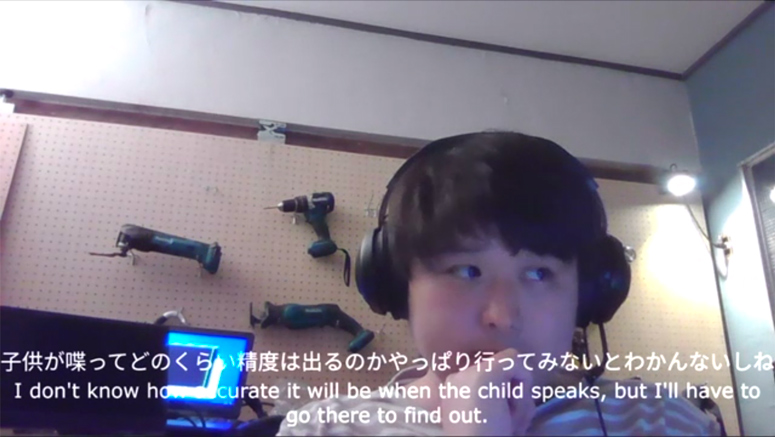 子供が喋ってどのくらい精度は出るのかやっぱり行ってみないとわかんないしね
I don't know how accurate it will be when the child speaks, but I'll have to
go there to find out.